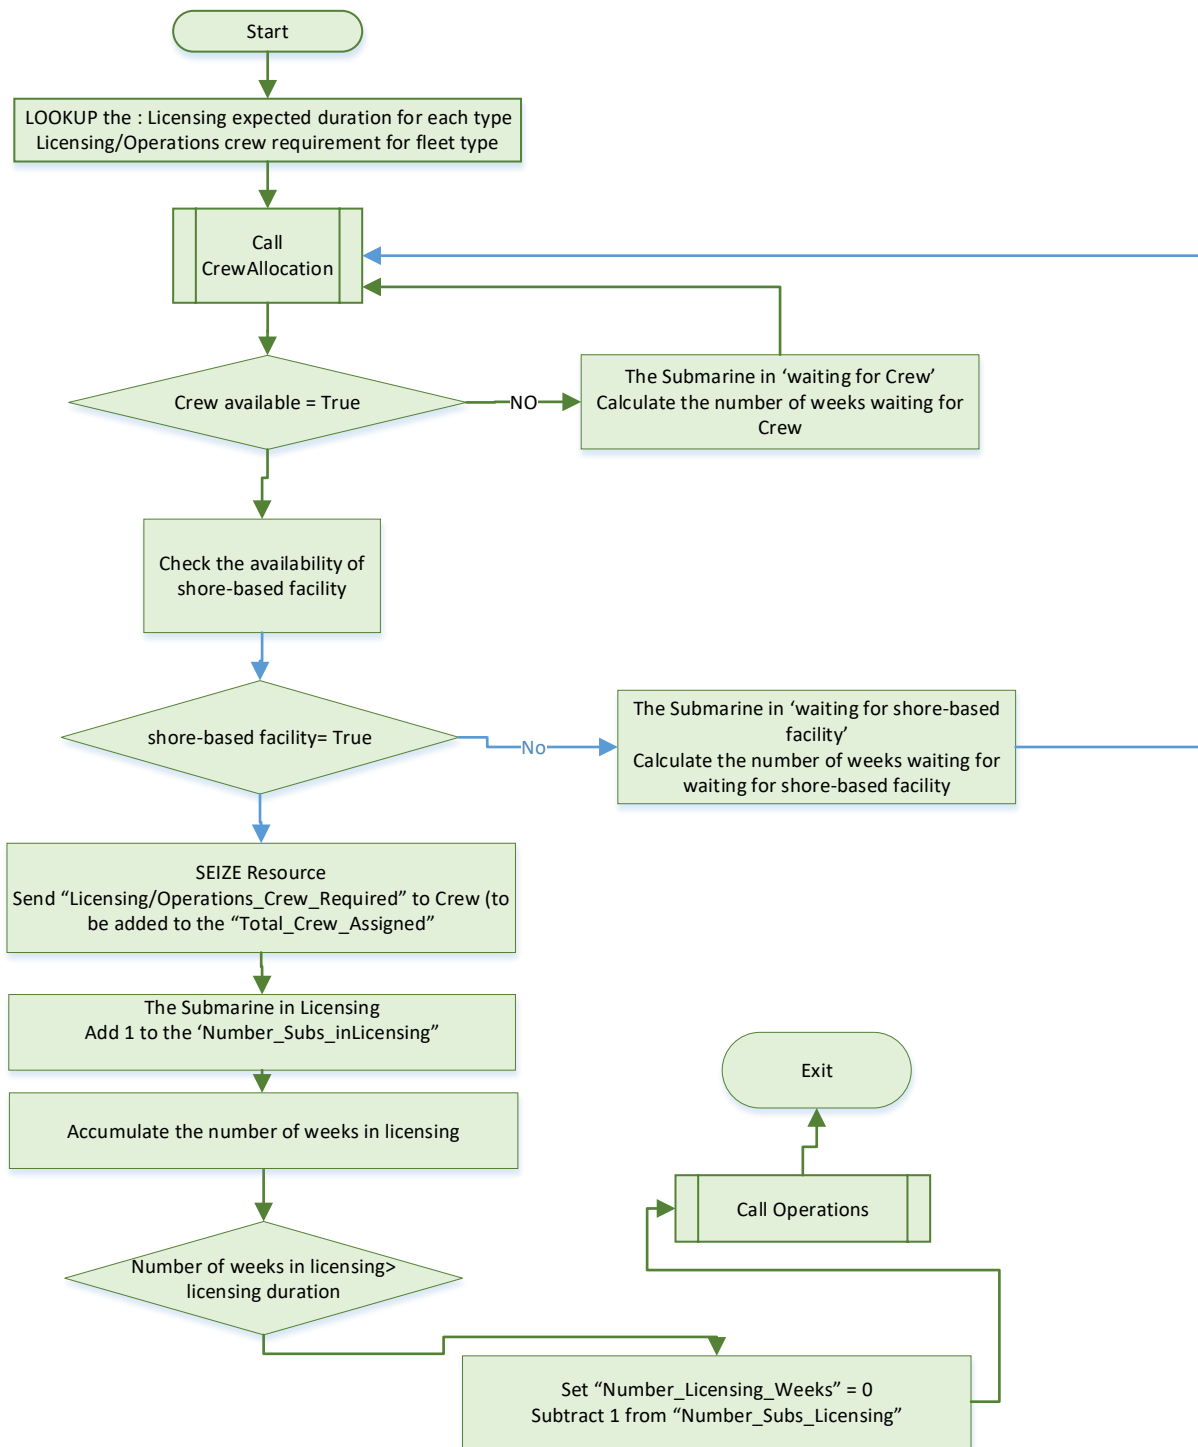 Start
LOOKUP the : Licensing expected duration for each type
Licensing/Operations crew requirement for fleet type
Call
CrewAllocation
Crew available = True
NO
The Submarine in ‘waiting for Crew’
Calculate the number of weeks waiting for
Crew
Check the availability of
shore-based facility
shore-based facility= True
No
The Submarine in ‘waiting for shore-based
facility’
Calculate the number of weeks waiting for
waiting for shore-based facility
SEIZE Resource
Send “Licensing/Operations_Crew_Required” to Crew (to
be added to the “Total_Crew_Assigned”
The Submarine in Licensing
Add 1 to the ‘Number_Subs_inLicensing”
Accumulate the number of weeks in licensing
Number of weeks in licensing>
licensing duration
Set “Number_Licensing_Weeks” = 0
Subtract 1 from “Number_Subs_Licensing”
Call Operations
Exit